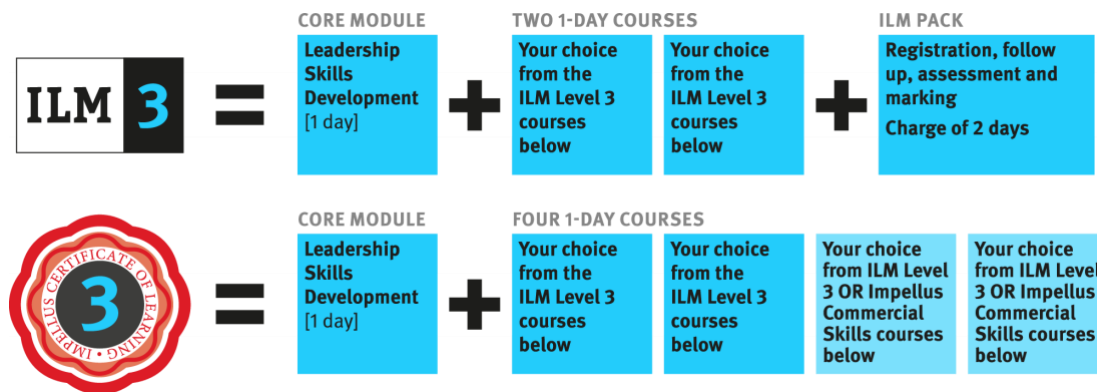 CORE MODULE
TWO 1-DAY COURSES
ILM PACK
ILM 3
=
Leadership
Skills
Development
[1 day]
+
Your choice
from the
ILM Level 3
courses
below
Your choice
from the
ILM Level 3
courses
below
+
Registration, follow
up, assessment and
marking
Charge of 2 days
CORE MODULE
FOUR 1-DAY COURSES
IMPELLUS CERTIFICATE OF LEARNING •
3
=
Leadership
Skills
Development
[1 day]
+
Your choice
from the
ILM Level 3
courses
below
Your choice
from the
ILM Level 3
courses
below
Your choice
from ILM Level
3 OR Impellus
Commercial
Skills courses
below
Your choice
from ILM Level
3 OR Impellus
Commercial
Skills courses
below